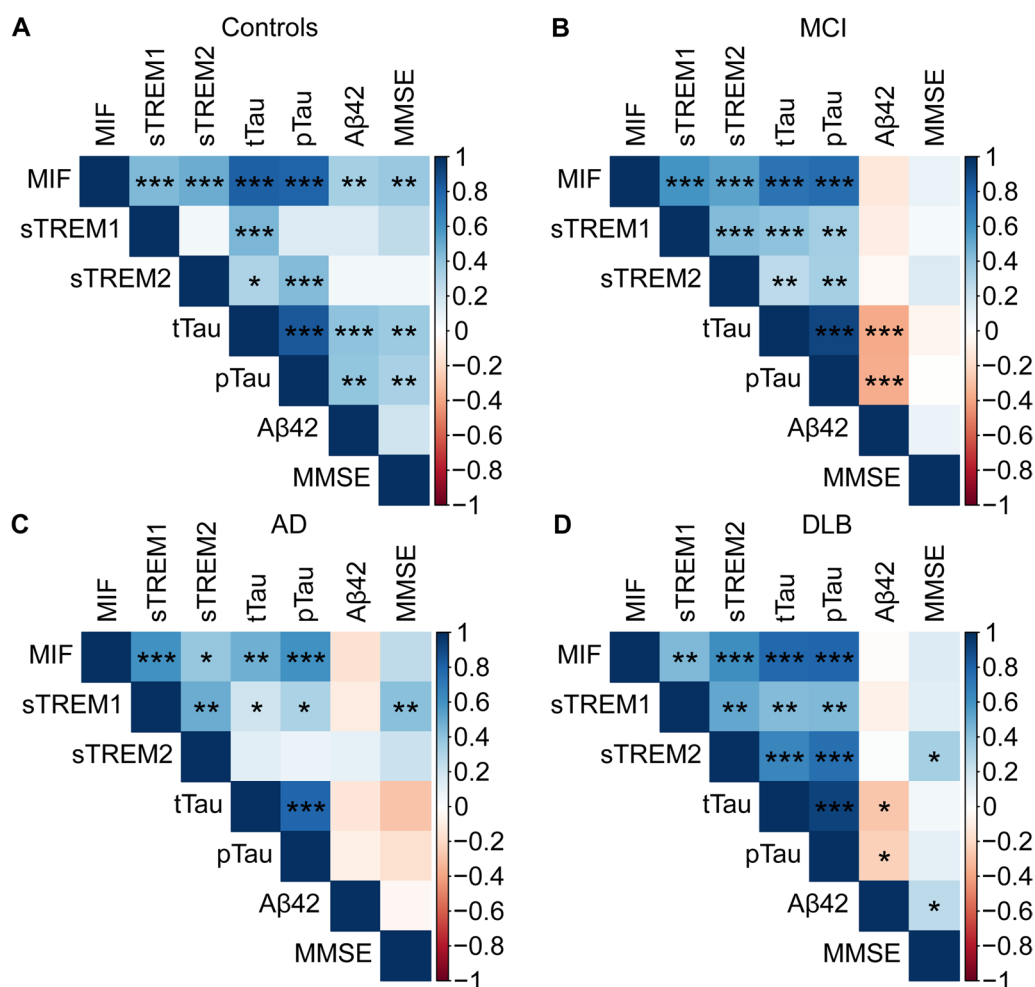 A Controls
MIF sTREM1 sTREM2 tTau pTau Aβ42 MMSE
MIF *** *** *** *** ** **
sTREM1 ***
sTREM2 * ***
tTau *** *** **
pTau ** **
Aβ42
MMSE
1
0.8
0.6
0.4
0.2
0
−0.2
−0.4
−0.6
−0.8
−1
B MCI
MIF sTREM1 sTREM2 tTau pTau Aβ42 MMSE
MIF *** *** *** ***
sTREM1 *** *** **
sTREM2 ** **
tTau *** ***
pTau ***
Aβ42
MMSE
1
0.8
0.6
0.4
0.2
0
−0.2
−0.4
−0.6
−0.8
−1
C AD
MIF sTREM1 sTREM2 tTau pTau Aβ42 MMSE
MIF *** * ** ***
sTREM1 ** * * **
sTREM2
tTau ***
pTau
Aβ42
MMSE
1
0.8
0.6
0.4
0.2
0
−0.2
−0.4
−0.6
−0.8
−1
D DLB
MIF sTREM1 sTREM2 tTau pTau Aβ42 MMSE
MIF ** *** *** ***
sTREM1 ** ** **
sTREM2 *** *** *
tTau *** *
pTau *
Aβ42 *
MMSE
1
0.8
0.6
0.4
0.2
0
−0.2
−0.4
−0.6
−0.8
−1